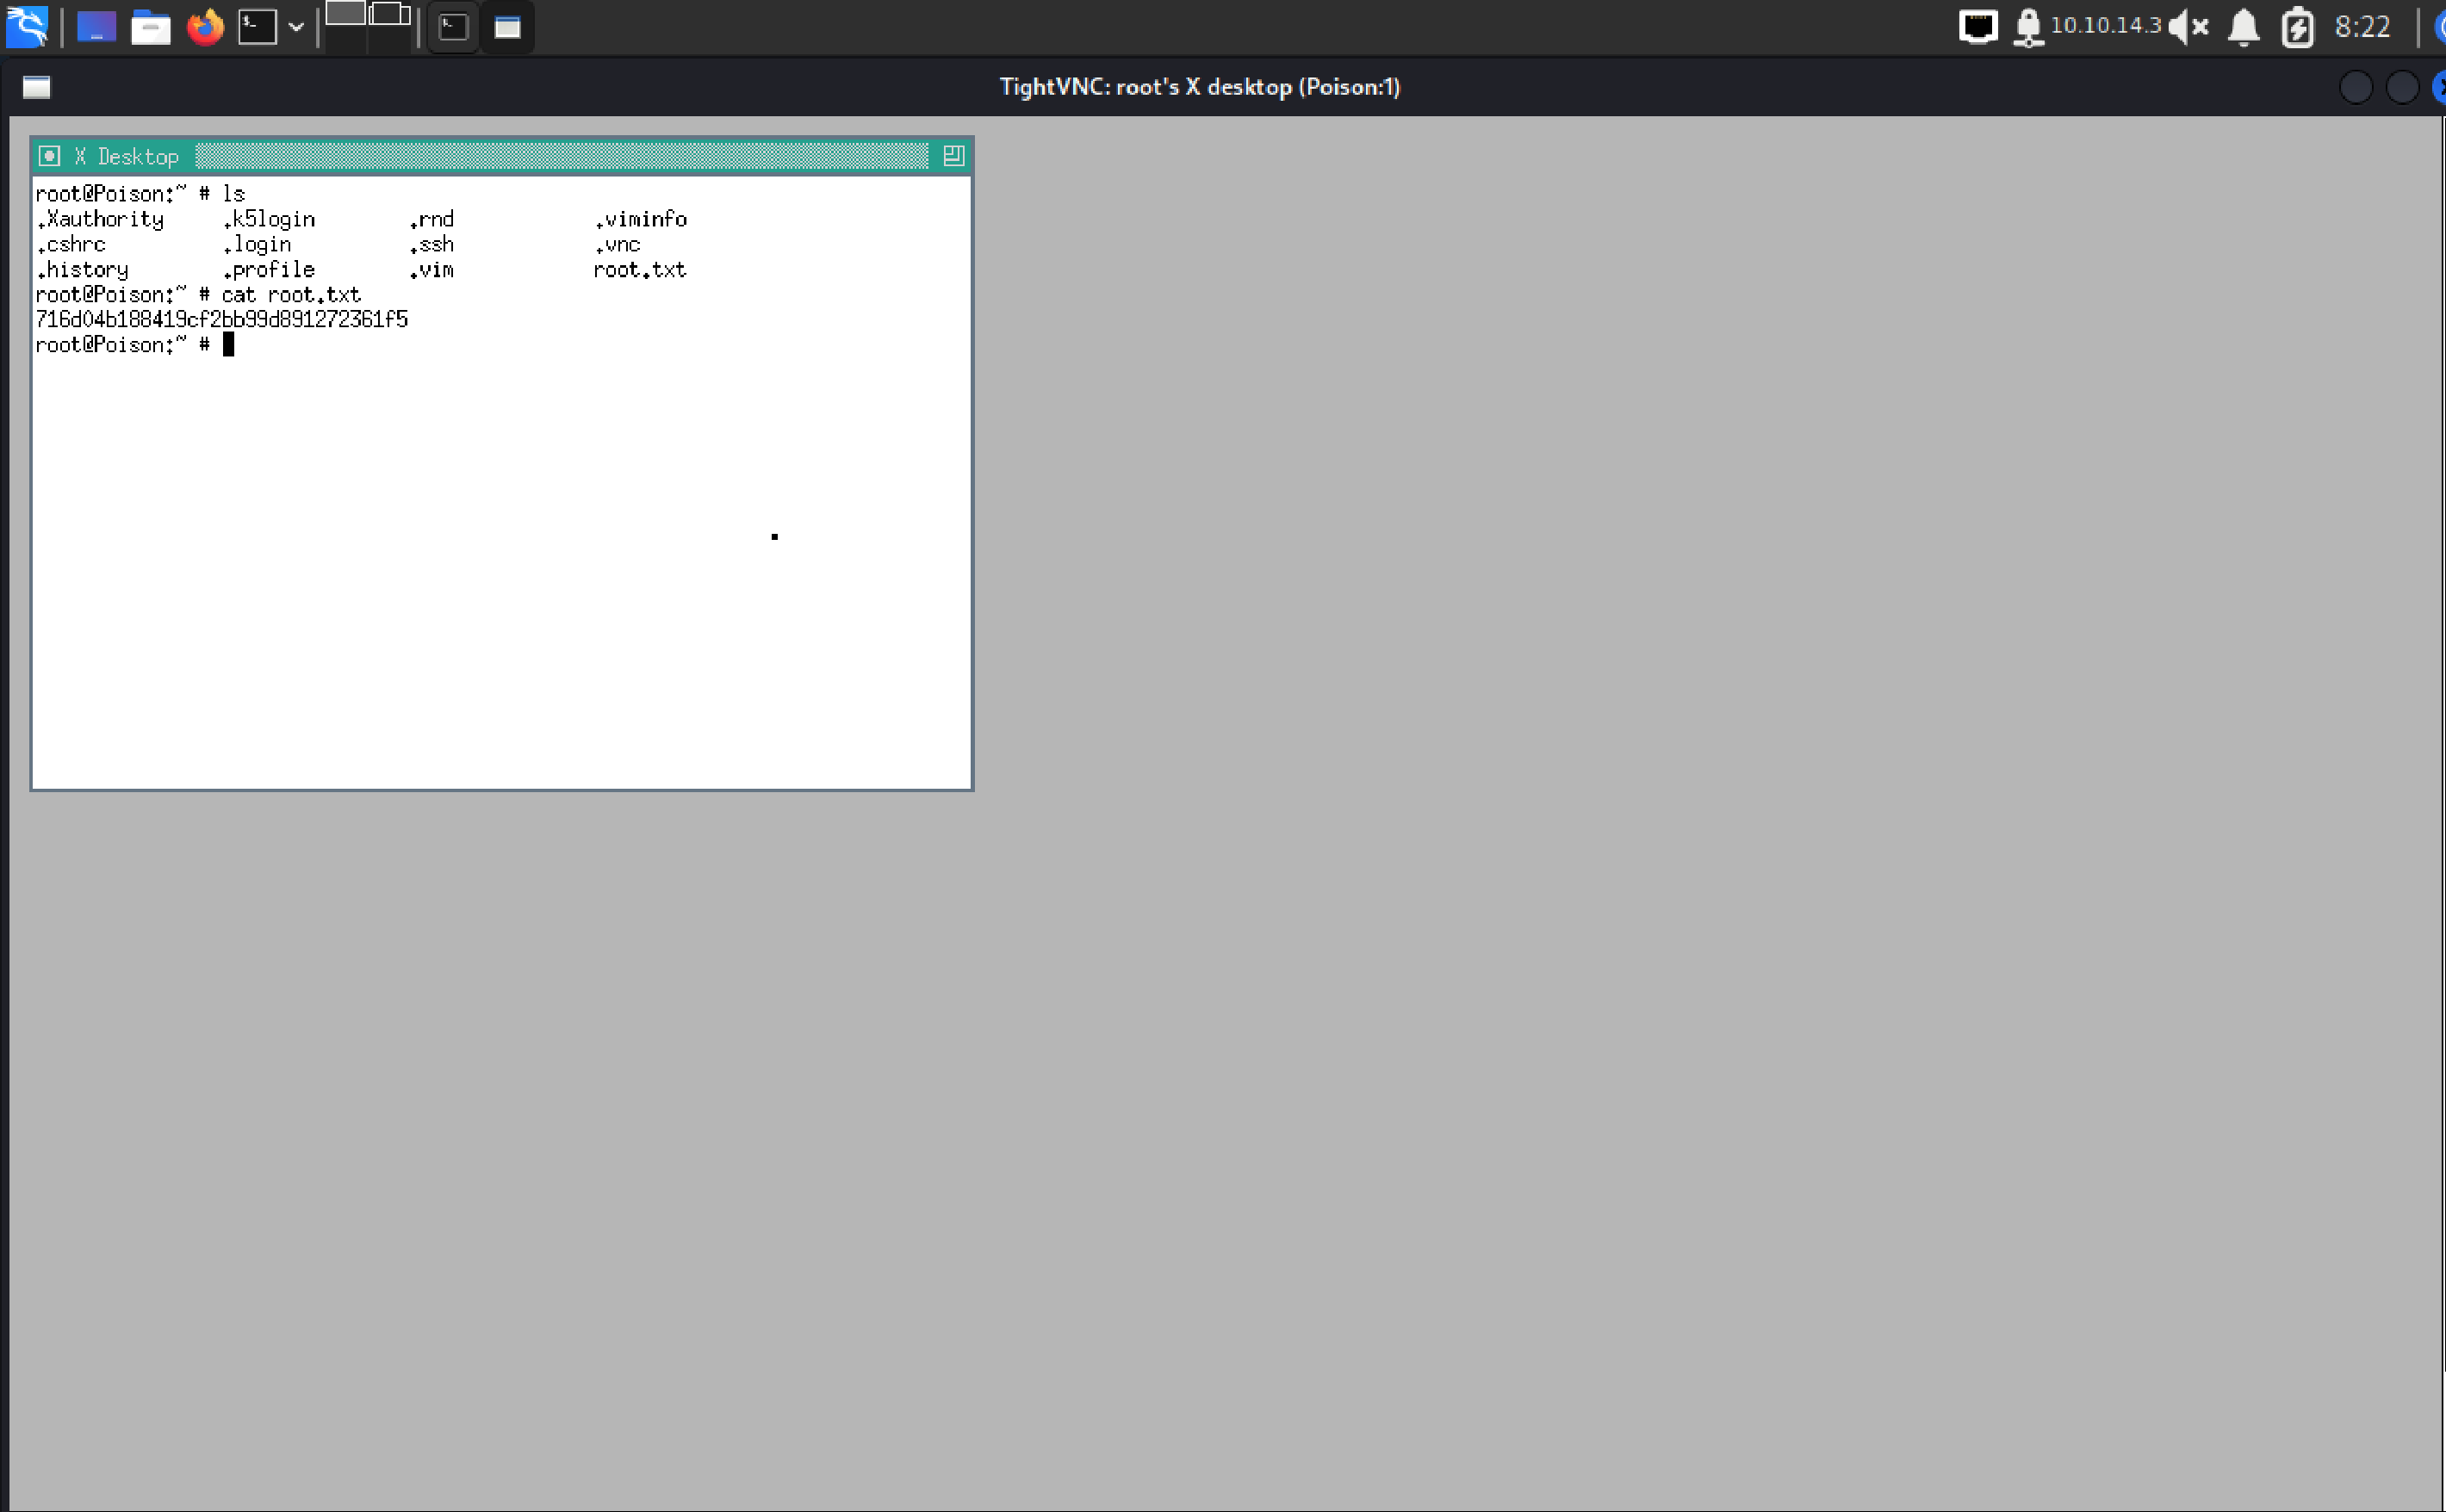 10.10.14.3 8:22
TightVNC: root's X desktop (Poison:1)
X Desktop
root@Poison:~ # ls
.Xauthority .k5login .rnd .viminfo
.cshrc .login .ssh .vnc
.history .profile .vim root.txt
root@Poison:~ # cat root.txt
716d04b188419cf2bb99d891272361f5
root@Poison:~ #